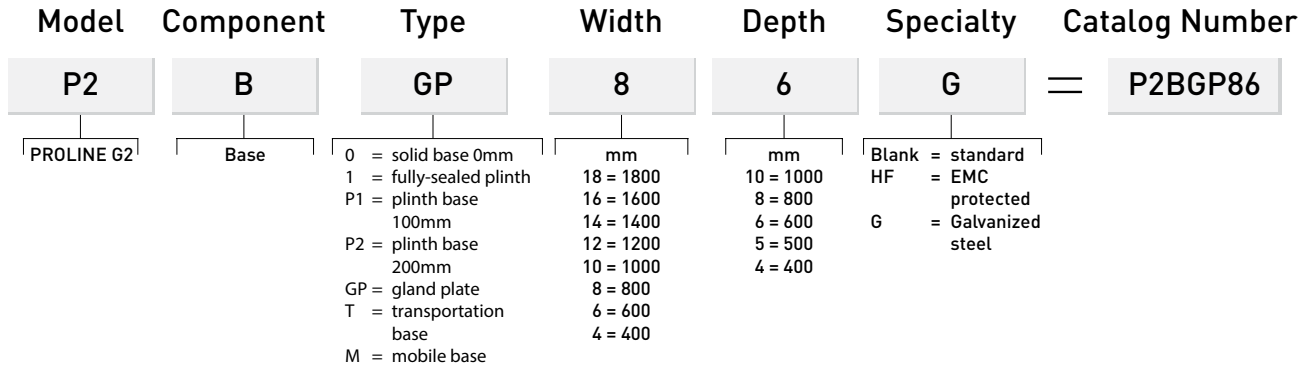 Model Component Type Width Depth Specialty Catalog Number
P2 B GP 8 6 G = P2BGP86
PROLINE G2
Base
0 = solid base 0mm
1 = fully-sealed plinth
P1 = plinth base
100mm
P2 = plinth base
200mm
GP = gland plate
T = transportation
base
M = mobile base
mm
18 = 1800
16 = 1600
14 = 1400
12 = 1200
10 = 1000
8 = 800
6 = 600
4 = 400
mm
10 = 1000
8 = 800
6 = 600
5 = 500
4 = 400
Blank = standard
HF = EMC
protected
G = Galvanized
steel